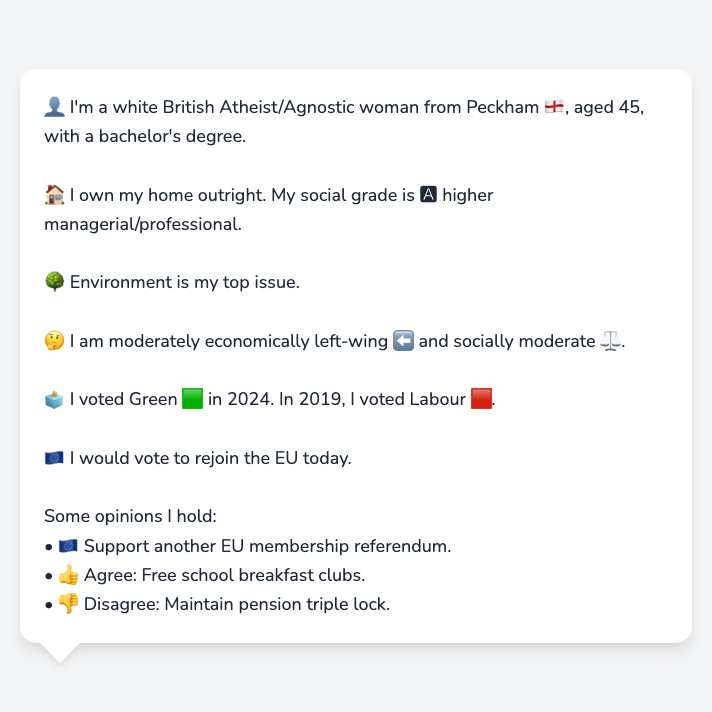 👤 I'm a white British Atheist/Agnostic woman from Peckham 🏴󠁧󠁢󠁥󠁮󠁧󠁿, aged 45,
with a bachelor's degree.
🏠 I own my home outright. My social grade is 🅰 higher
managerial/professional.
🌳 Environment is my top issue.
🤔 I am moderately economically left-wing ⬅️ and socially moderate ⚖️.
🗳️ I voted Green 🟩 in 2024. In 2019, I voted Labour 🟥.
🇪🇺 I would vote to rejoin the EU today.
Some opinions I hold:
• 🇪🇺 Support another EU membership referendum.
• 👍 Agree: Free school breakfast clubs.
• 👎 Disagree: Maintain pension triple lock.